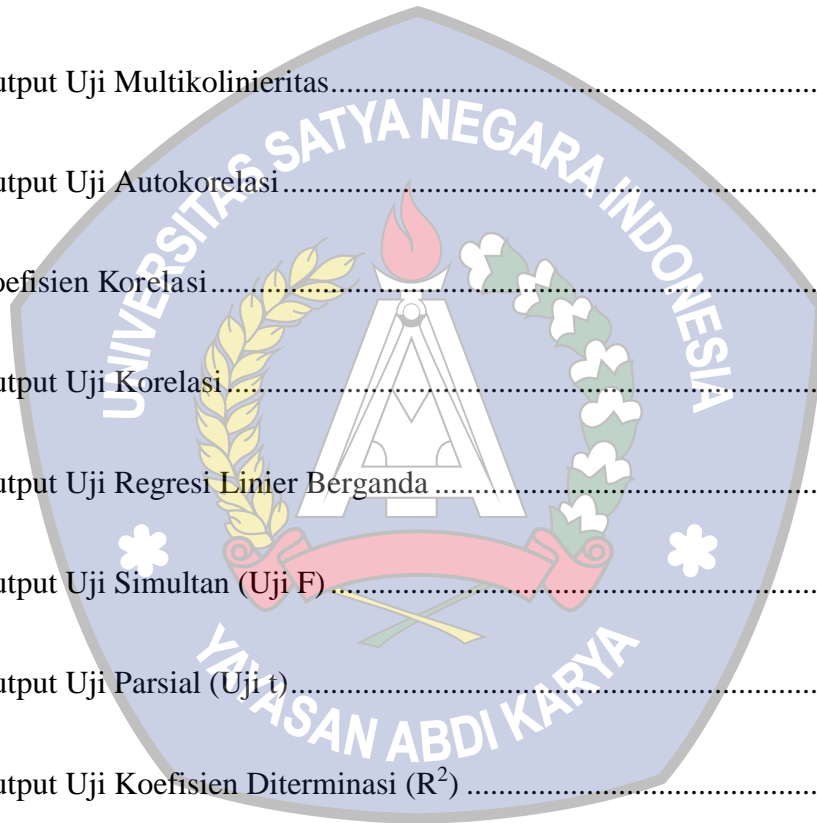 utput Uji Multikolinieritas................................................................
utput Uji Autokorelasi......................................................................
oefisien Korelasi...............................................................................
utput Uji Korelasi.............................................................................
utput Uji Regresi Linier Berganda..................................................
utput Uji Simultan (Uji F)................................................................
utput Uji Parsial (Uji t).....................................................................
utput Uji Koefisien Diterminasi (R²)..............................................
UNIVERSITAS SATYA NEGARA INDONESIA
YAYASAN ABDI KARYA